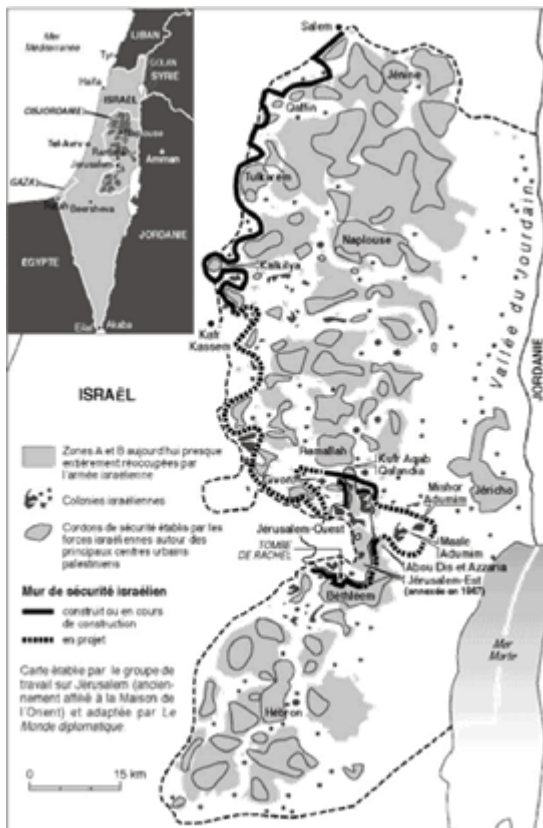 Mer
Méditerranée
LIBAN
Tyr
GOLAN
SYRIE
Haïfa
ISRAËL
CISJORDANIE
Naplouse
Tel-Aviv
Jérusalem
Amman
GAZA
Rafah
Beersheva
JORDANIE
ÉGYPTE
Eilat
Akaba
Salem
Jénine
Qaffin
Tulkarem
Naplouse
Kalkilya
Kafr
Kassem
Vallée du Jourdain
JORDANIE
ISRAËL
Ramallah
Kufr Aqab
Qalandia
Mishor
Adumim
Jéricho
Jérusalem-Ouest
Maale
Adumim
TOMBE
DE RACHEL
Abou Dis et Azzaria
Jérusalem-Est
(annexée en 1967)
Bethléem
Hébron
Mer
Morte
Zones A et B aujourd'hui presque
entièrement réoccupées par
l'armée israélienne
Colonies israéliennes
Cordons de sécurité établis par les
forces israéliennes autour des
principaux centres urbains
palestiniens
Mur de sécurité israélien
construit ou en cours
de construction
en projet
Carte établie par le groupe de
travail sur Jérusalem (ancien-
nement affilié à la Maison de
l'Orient) et adaptée par Le
Monde diplomatique
0 15 km